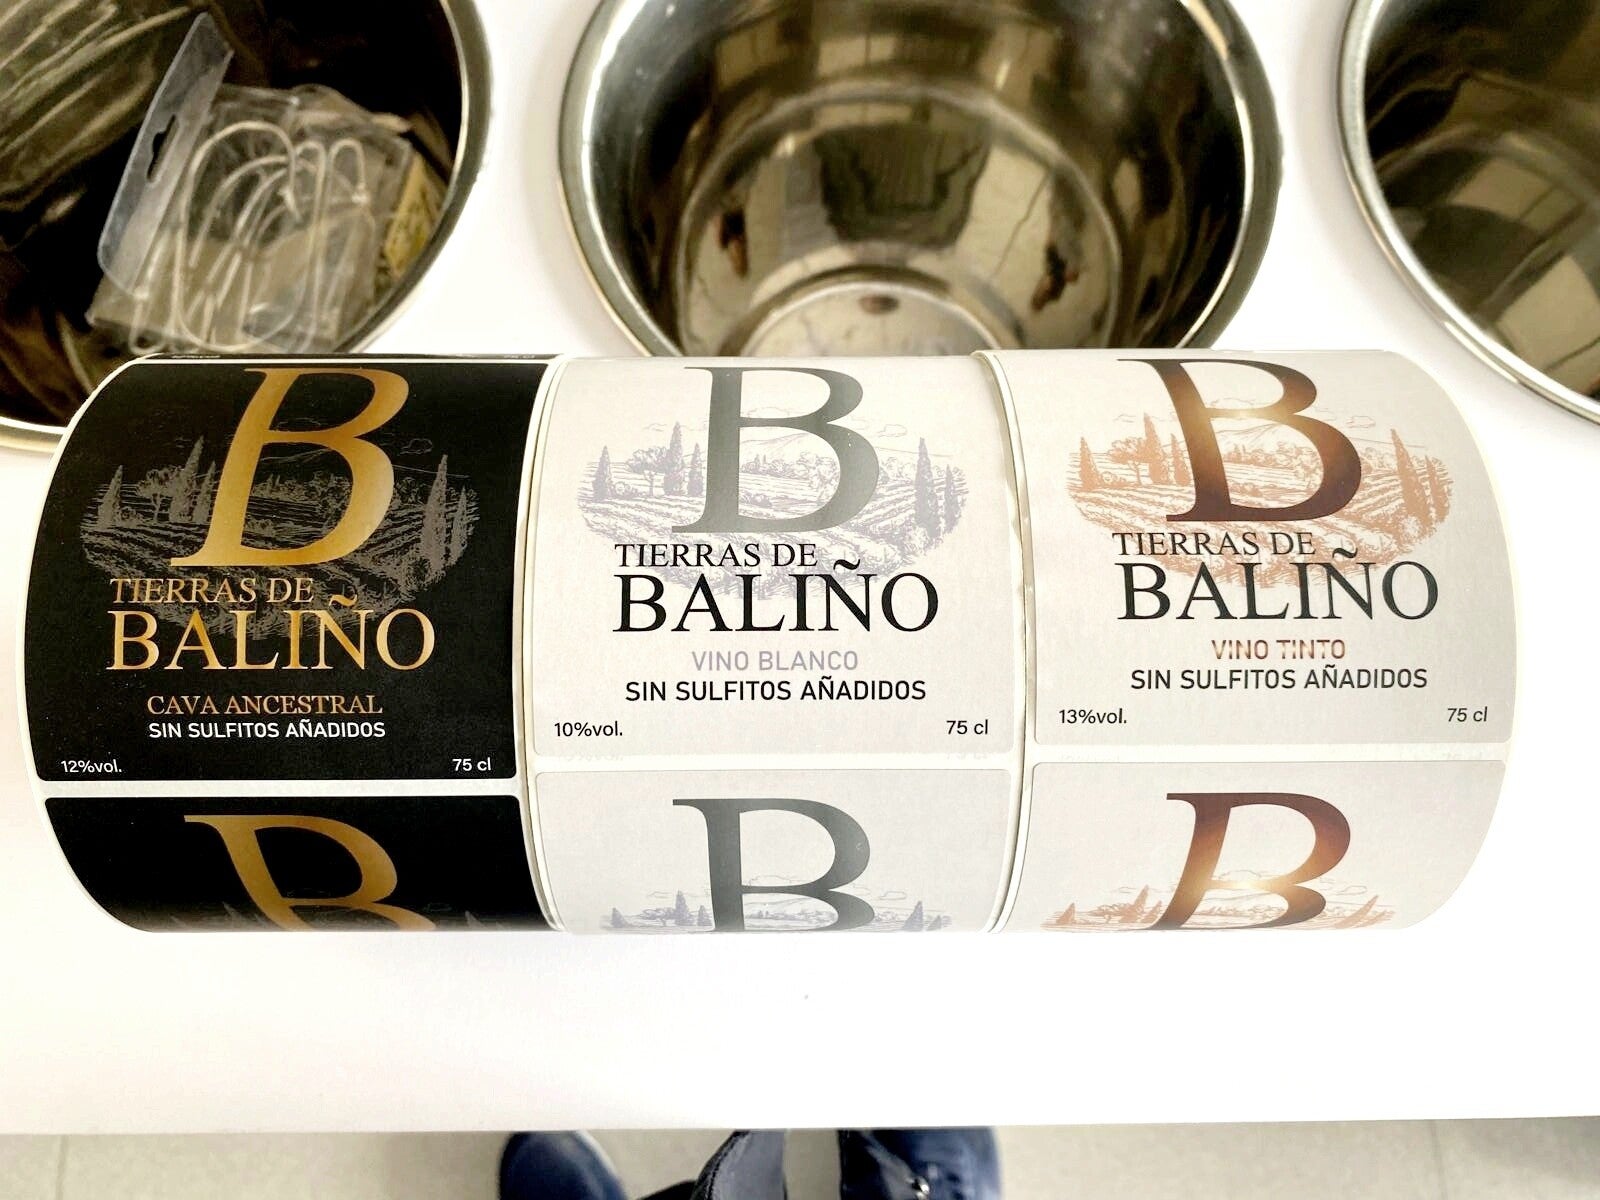 B
TIERRAS DE
BALIÑO
CAVA ANCESTRAL
SIN SULFITOS AÑADIDOS
12%vol. 75 cl
B
B
TIERRAS DE
BALIÑO
VINO BLANCO
SIN SULFITOS AÑADIDOS
10%vol. 75 cl
B
B
TIERRAS DE
BALIÑO
VINO TINTO
SIN SULFITOS AÑADIDOS
13%vol. 75 cl
B